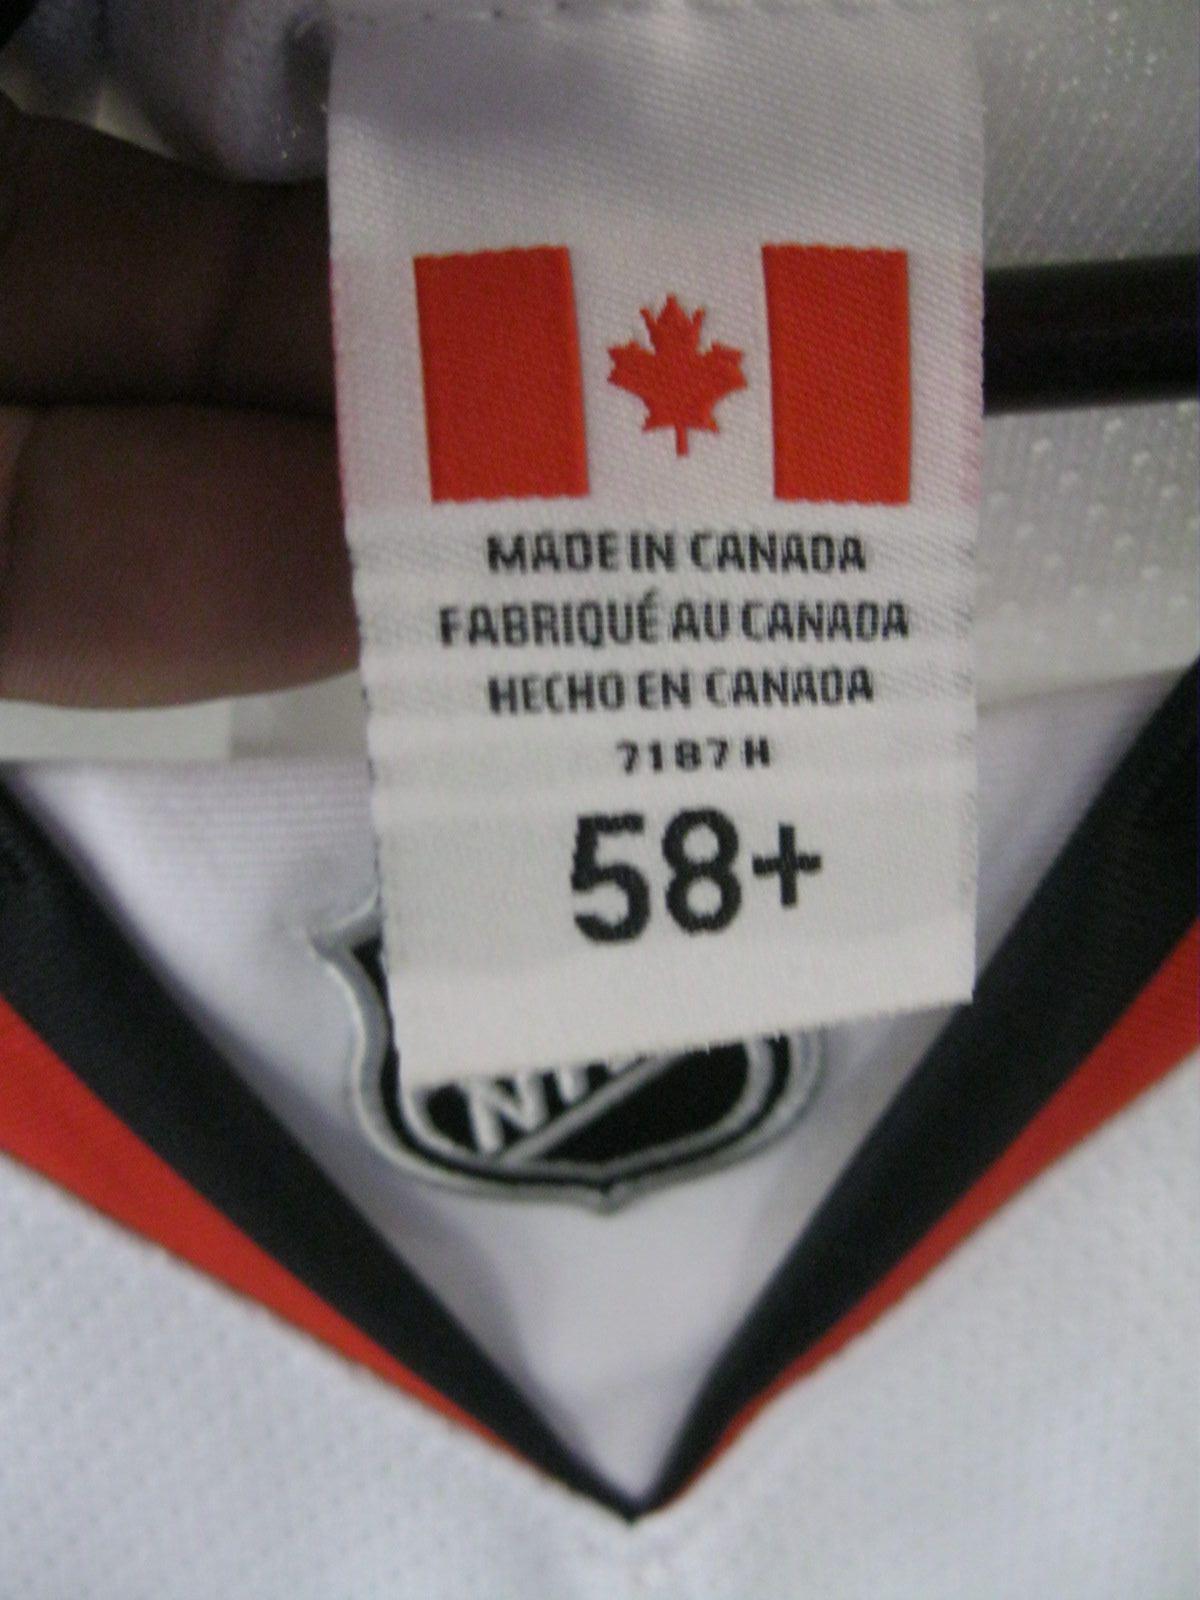 MADE IN CANADA
FABRIQUÉ AU CANADA
HECHO EN CANADA
7187 H
58+